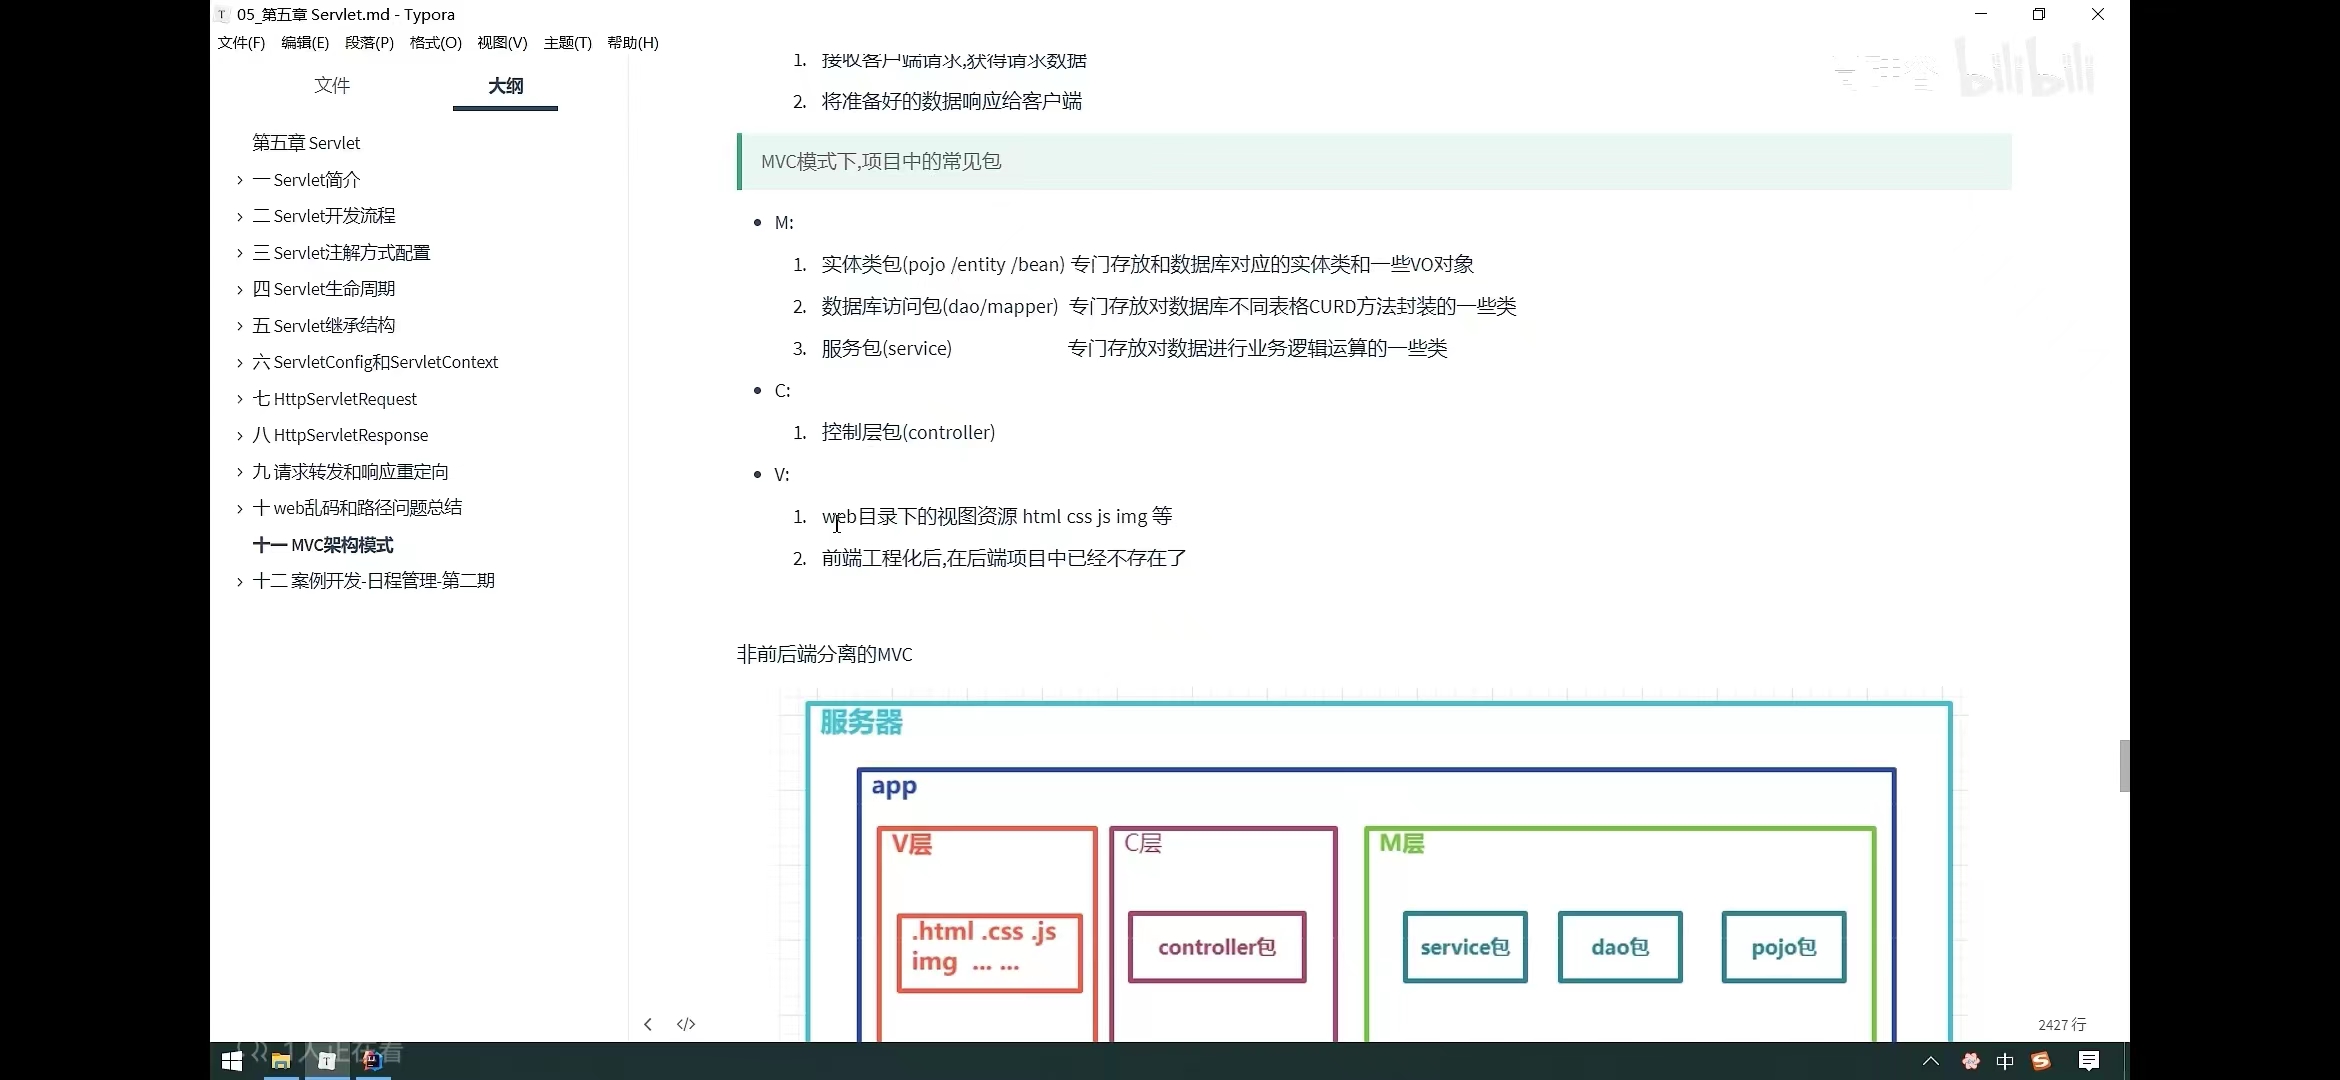 05_第五章 Servlet.md - Typora
文件(F) 编辑(E) 段落(P) 格式(O) 视图(V) 主题(T) 帮助(H)
文件 大纲
第五章 Servlet
一 Servlet简介
二 Servlet开发流程
三 Servlet注解方式配置
四 Servlet生命周期
五 Servlet继承结构
六 ServletConfig和ServletContext
七 HttpServletRequest
八 HttpServletResponse
九 请求转发和响应重定向
十 web乱码和路径问题总结
十一 MVC架构模式
十二 案例开发-日程管理-第二期
1. 接收客户端请求,获得请求数据
2. 将准备好的数据响应给客户端
MVC模式下,项目中的常见包
M:
1. 实体类包(pojo /entity /bean) 专门存放和数据库对应的实体类和一些VO对象
2. 数据库访问包(dao/mapper) 专门存放对数据库不同表格CURD方法封装的一些类
3. 服务包(service) 专门存放对数据进行业务逻辑运算的一些类
C:
1. 控制层包(controller)
V:
1. web目录下的视图资源 html css js img 等
2. 前端工程化后,在后端项目中已经不存在了
非前后端分离的MVC
服务器
app
V层
.html .css .js
img ... ...
C层
controller包
M层
service包 dao包 pojo包
2427 行
bilibili
1人正在看
中